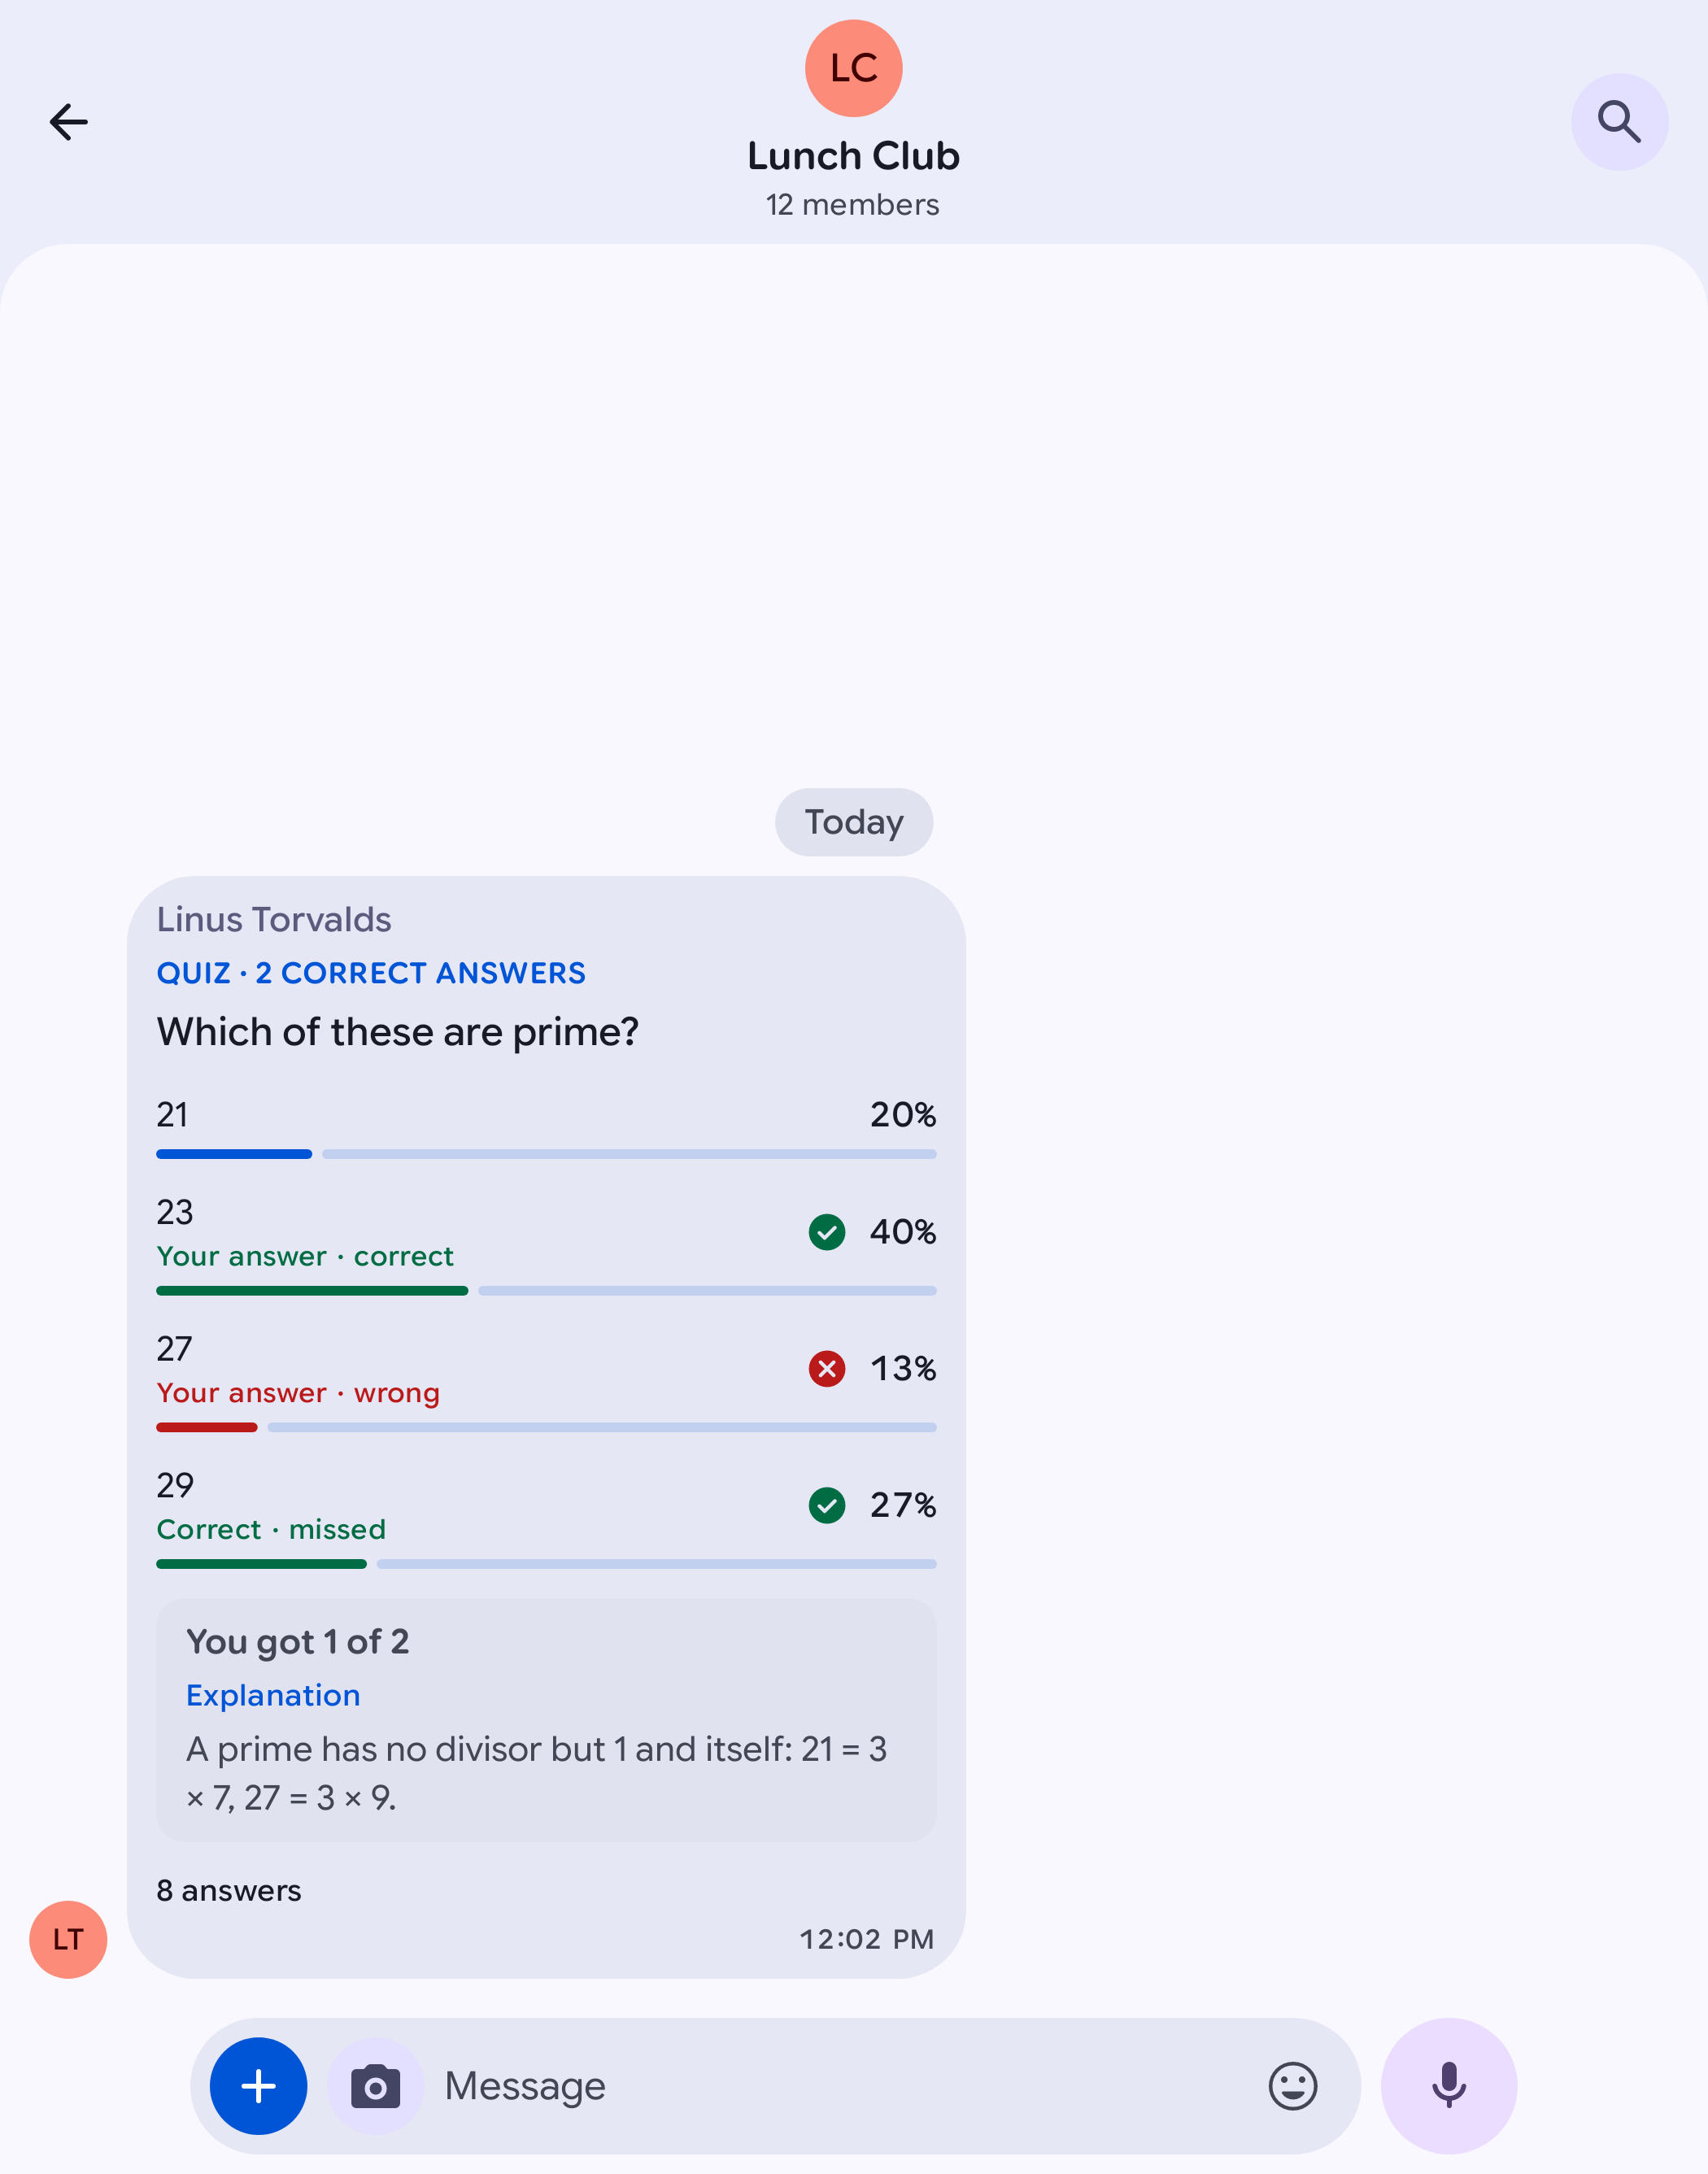 LC
Lunch Club
12 members
Today
Linus Torvalds
QUIZ · 2 CORRECT ANSWERS
Which of these are prime?
21 20%
23 40%
Your answer · correct
27 13%
Your answer · wrong
29 27%
Correct · missed
You got 1 of 2
Explanation
A prime has no divisor but 1 and itself: 21 = 3
× 7, 27 = 3 × 9.
8 answers
LT
12:02 PM
Message